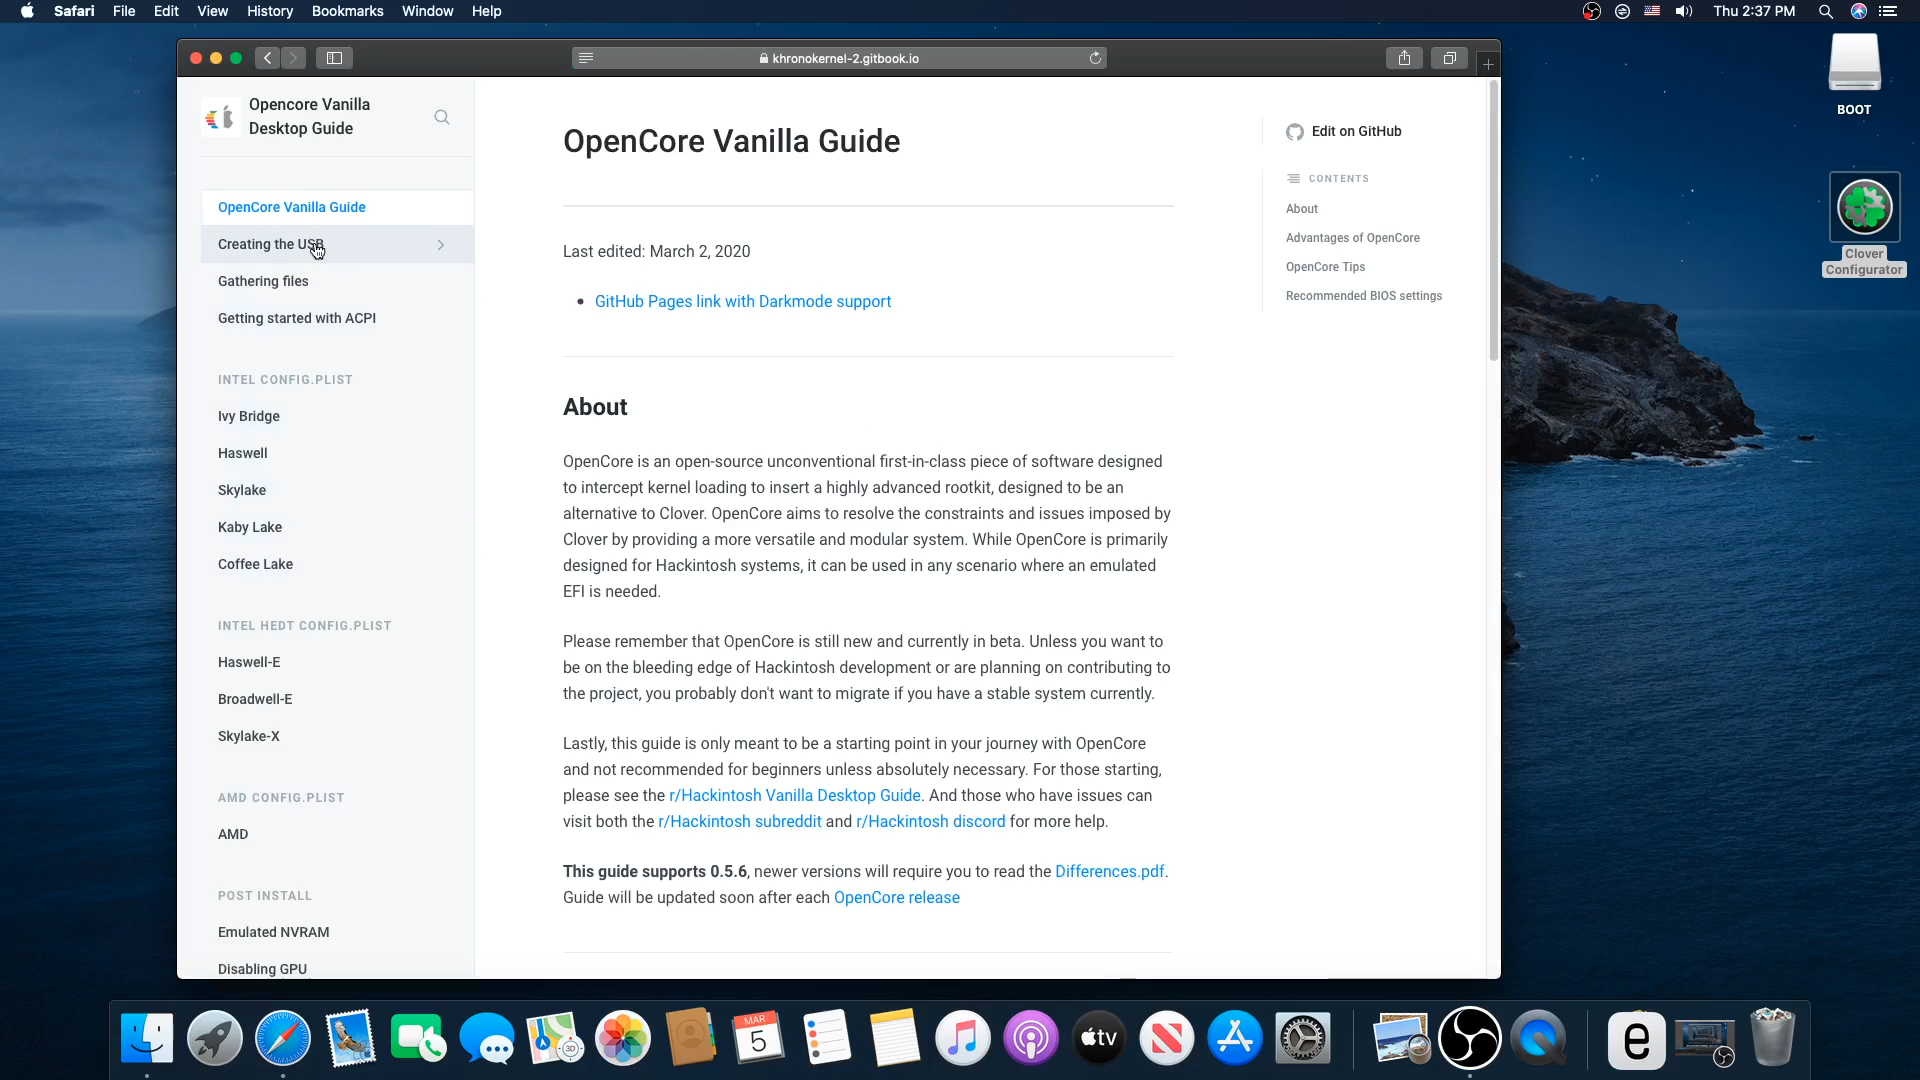 Safari File Edit View History Bookmarks Window Help
Thu 2:37 PM
khronokernel-2.gitbook.io
BOOT
Clover
Configurator
Opencore Vanilla
Desktop Guide
OpenCore Vanilla Guide
Creating the USB
Gathering files
Getting started with ACPI
INTEL CONFIG.PLIST
Ivy Bridge
Haswell
Skylake
Kaby Lake
Coffee Lake
INTEL HEDT CONFIG.PLIST
Haswell-E
Broadwell-E
Skylake-X
AMD CONFIG.PLIST
AMD
POST INSTALL
Emulated NVRAM
Disabling GPU
OpenCore Vanilla Guide
Last edited: March 2, 2020
• GitHub Pages link with Darkmode support
About
OpenCore is an open-source unconventional first-in-class piece of software designed
to intercept kernel loading to insert a highly advanced rootkit, designed to be an
alternative to Clover. OpenCore aims to resolve the constraints and issues imposed by
Clover by providing a more versatile and modular system. While OpenCore is primarily
designed for Hackintosh systems, it can be used in any scenario where an emulated
EFI is needed.
Please remember that OpenCore is still new and currently in beta. Unless you want to
be on the bleeding edge of Hackintosh development or are planning on contributing to
the project, you probably don't want to migrate if you have a stable system currently.
Lastly, this guide is only meant to be a starting point in your journey with OpenCore
and not recommended for beginners unless absolutely necessary. For those starting,
please see the r/Hackintosh Vanilla Desktop Guide. And those who have issues can
visit both the r/Hackintosh subreddit and r/Hackintosh discord for more help.
This guide supports 0.5.6, newer versions will require you to read the Differences.pdf.
Guide will be updated soon after each OpenCore release
Edit on GitHub
CONTENTS
About
Advantages of OpenCore
OpenCore Tips
Recommended BIOS settings
3D
MAR
5
tv
e